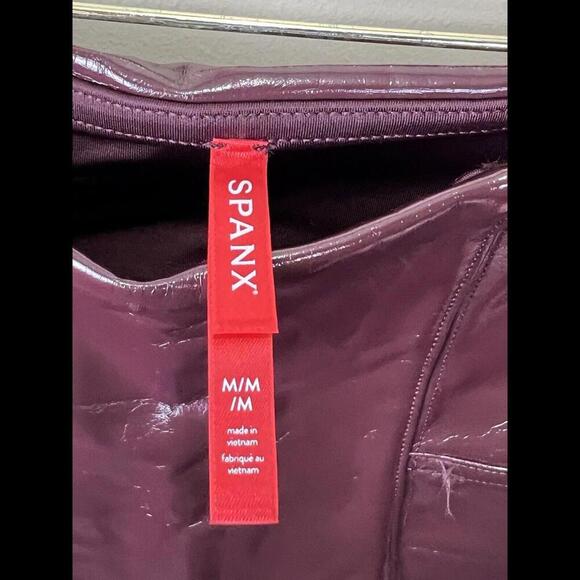 SPANX®
M/M
/M
made in
vietnam
fabriqué au
vietnam